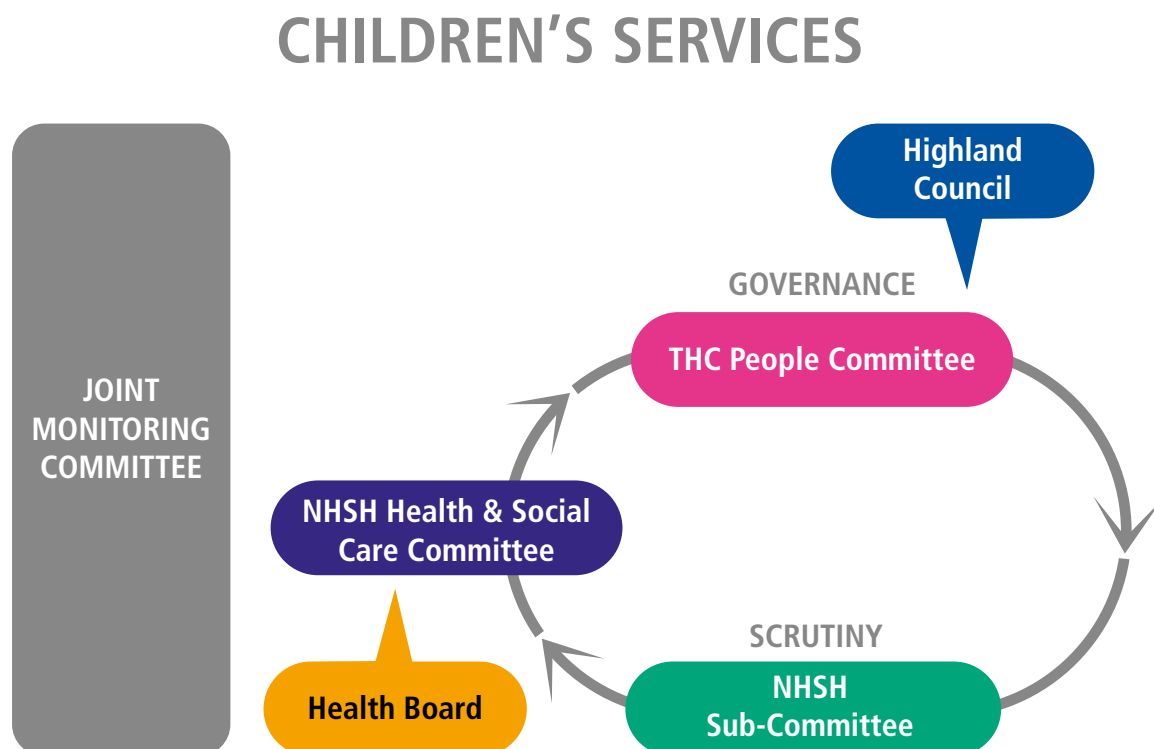 CHILDREN’S SERVICES
JOINT
MONITORING
COMMITTEE
Highland
Council
GOVERNANCE
THC People Committee
NHSH Health & Social
Care Committee
Health Board
SCRUTINY
NHSH
Sub-Committee